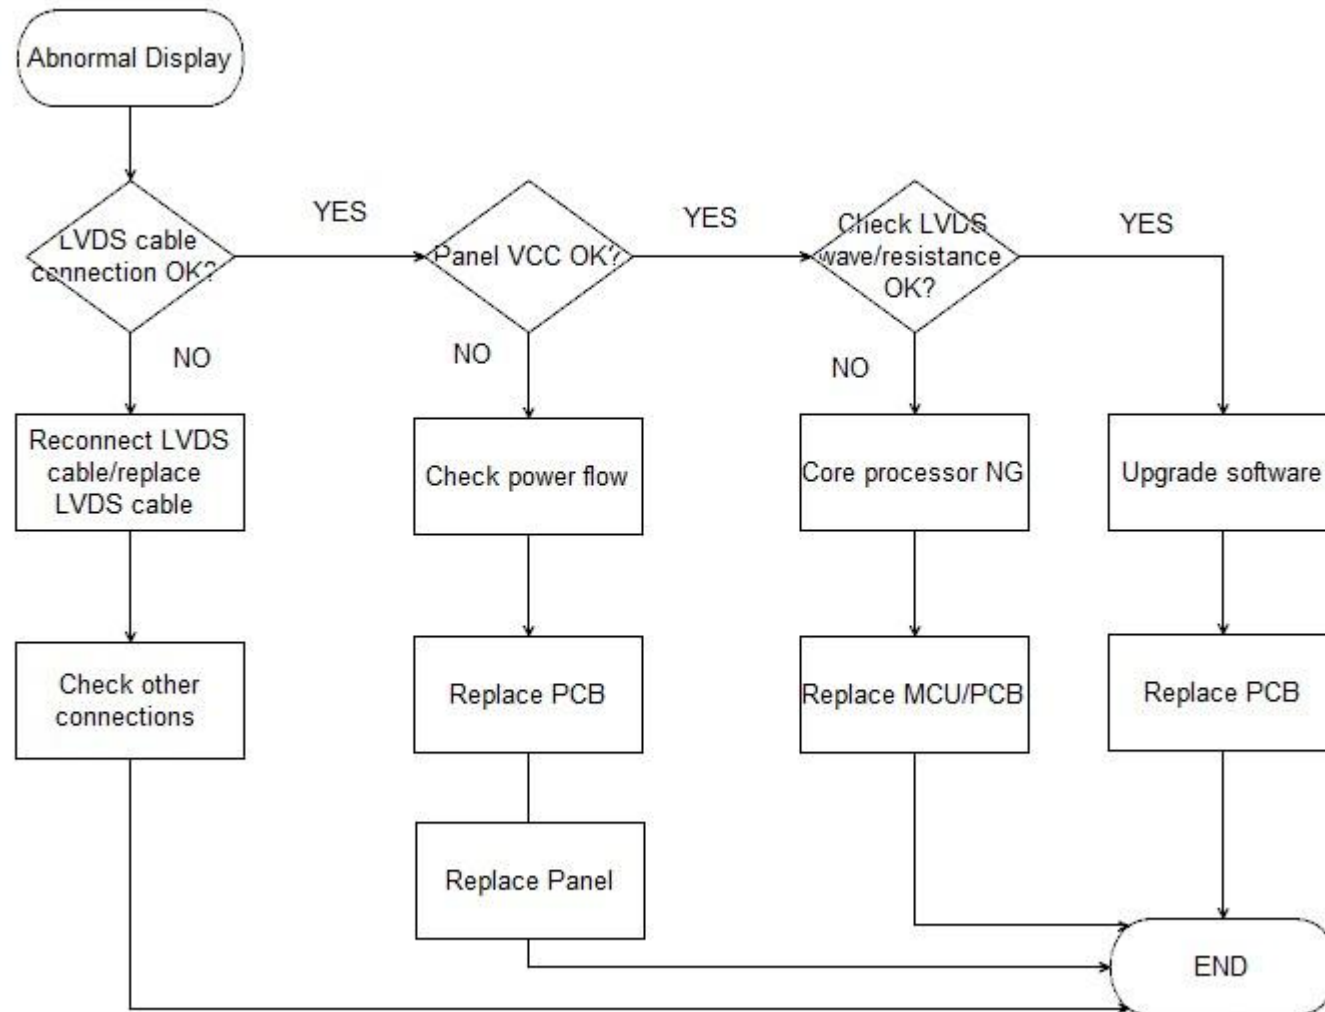 Abnormal Display
LVDS cable
connection OK?
YES
Panel VCC OK?
YES
Check LVDS
wave/resistance
OK?
YES
NO
NO
NO
Reconnect LVDS
cable/replace
LVDS cable
Check power flow
Core processor NG
Upgrade software
Check other
connections
Replace PCB
Replace MCU/PCB
Replace PCB
Replace Panel
END